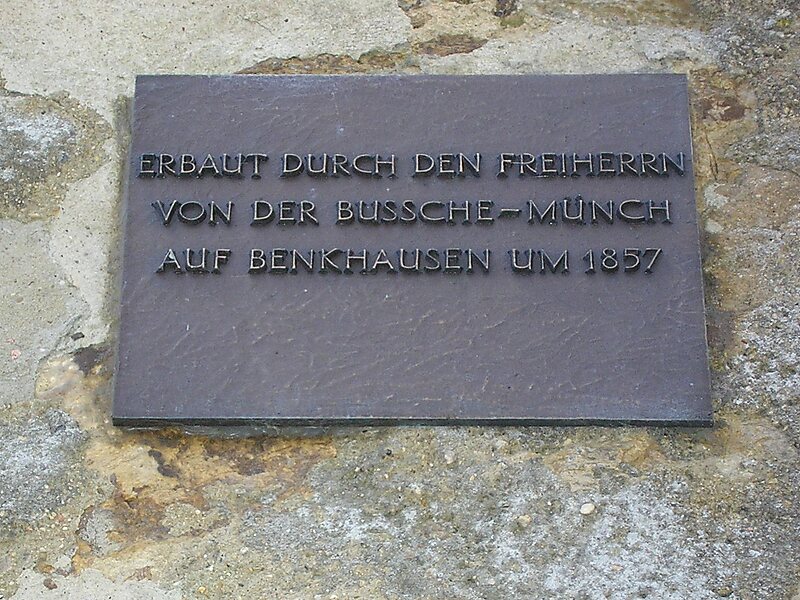 ERBAUT DURCH DEN FREIHERRN
VON DER BUSSCHE-MÜNCH
AUF BENKHAUSEN UM 1857